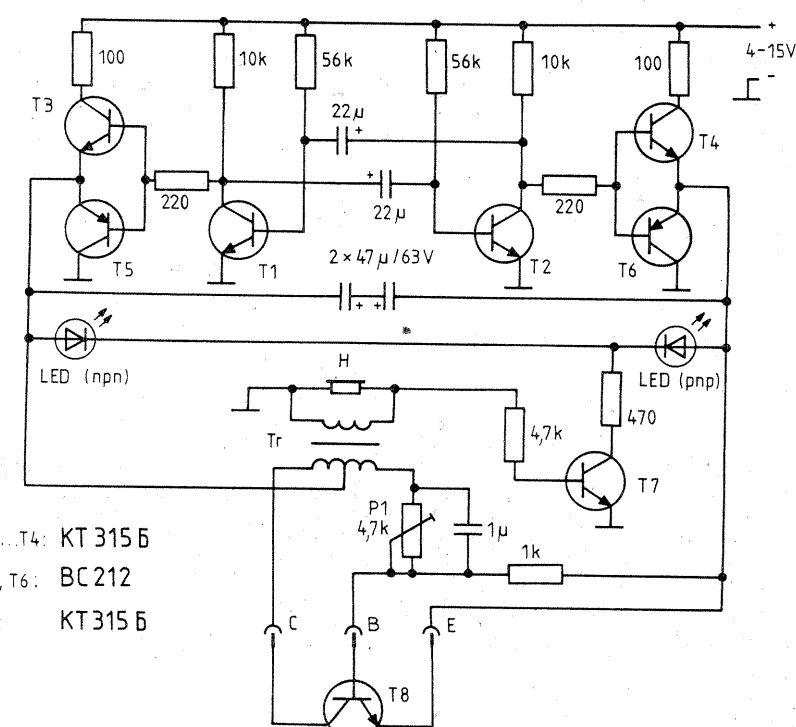 +
4-15V
-
100
10k
56k
56k
10k
100
T3
T4
22µ
+
+
22µ
220
220
T5
T1
T2
T6
2×47µ/63V
+
+
LED (npn)
LED (pnp)
H
470
4,7k
T7
Tr
P1
4,7k
1µ
1k
...T4: KT 315 Б
, T6: BC 212
: KT 315 Б
C
B
E
T8